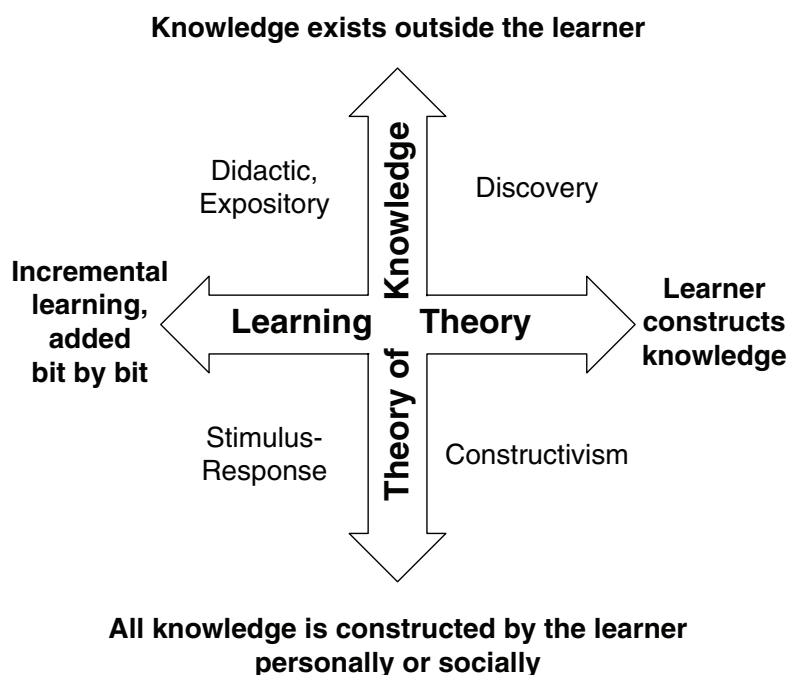 Knowledge exists outside the learner
Didactic,
Expository
Discovery
Theory of Knowledge
Incremental
learning,
added
bit by bit
Learning Theory
Learner
constructs
knowledge
Stimulus-
Response
Constructivism
All knowledge is constructed by the learner
personally or socially